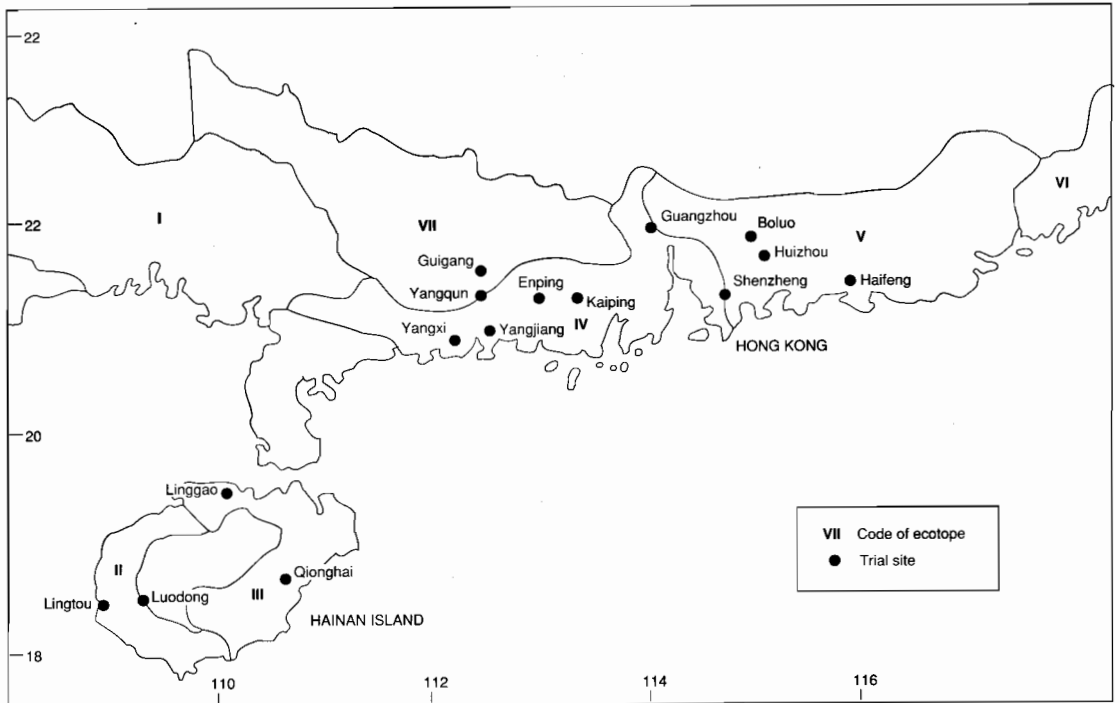 22
VI
I
22
VII
Guangzhou
Boluo
V
Huizhou
Guigang
Enping
Shenzheng
Haifeng
Yangqun
Kaiping
Yangxi
Yangjiang
IV
HONG KONG
20
Linggao
VII Code of ecotope
Trial site
II
Qionghai
Lingtou
Luodong
III
HAINAN ISLAND
18
110
112
114
116